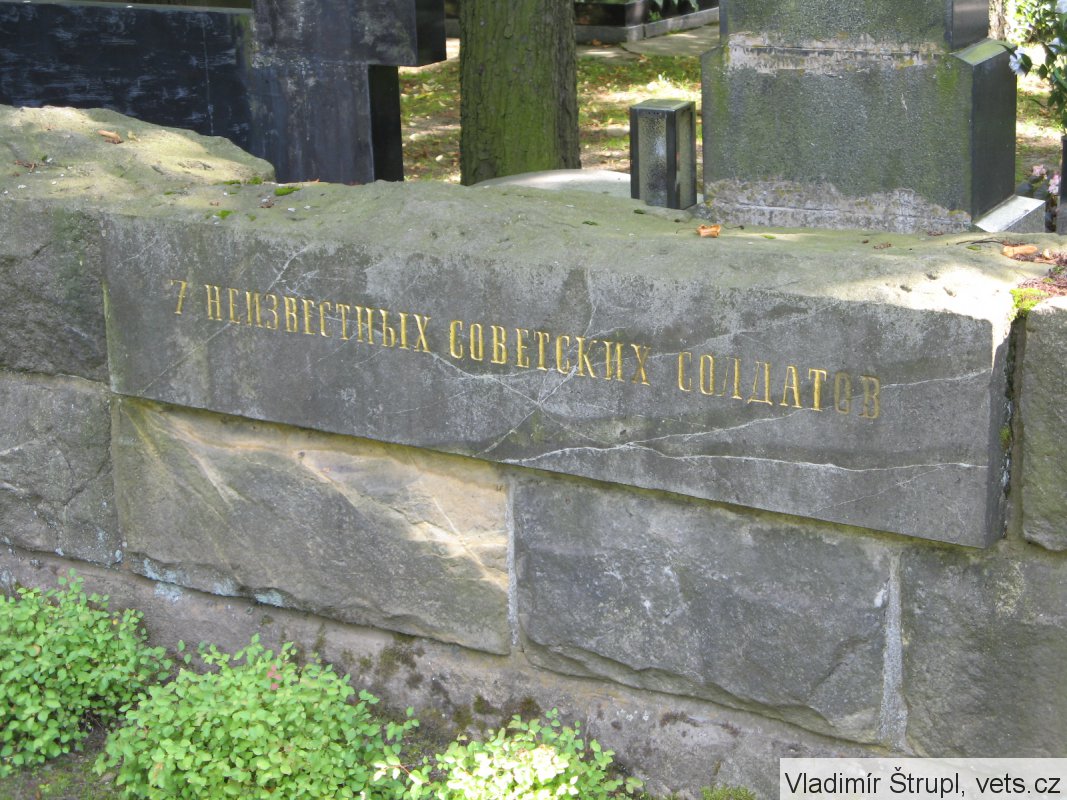 7 НЕИЗВЕСТНЫХ СОВЕТСКИХ СОЛДАТОВ
Vladimír Štrupl, vets.cz